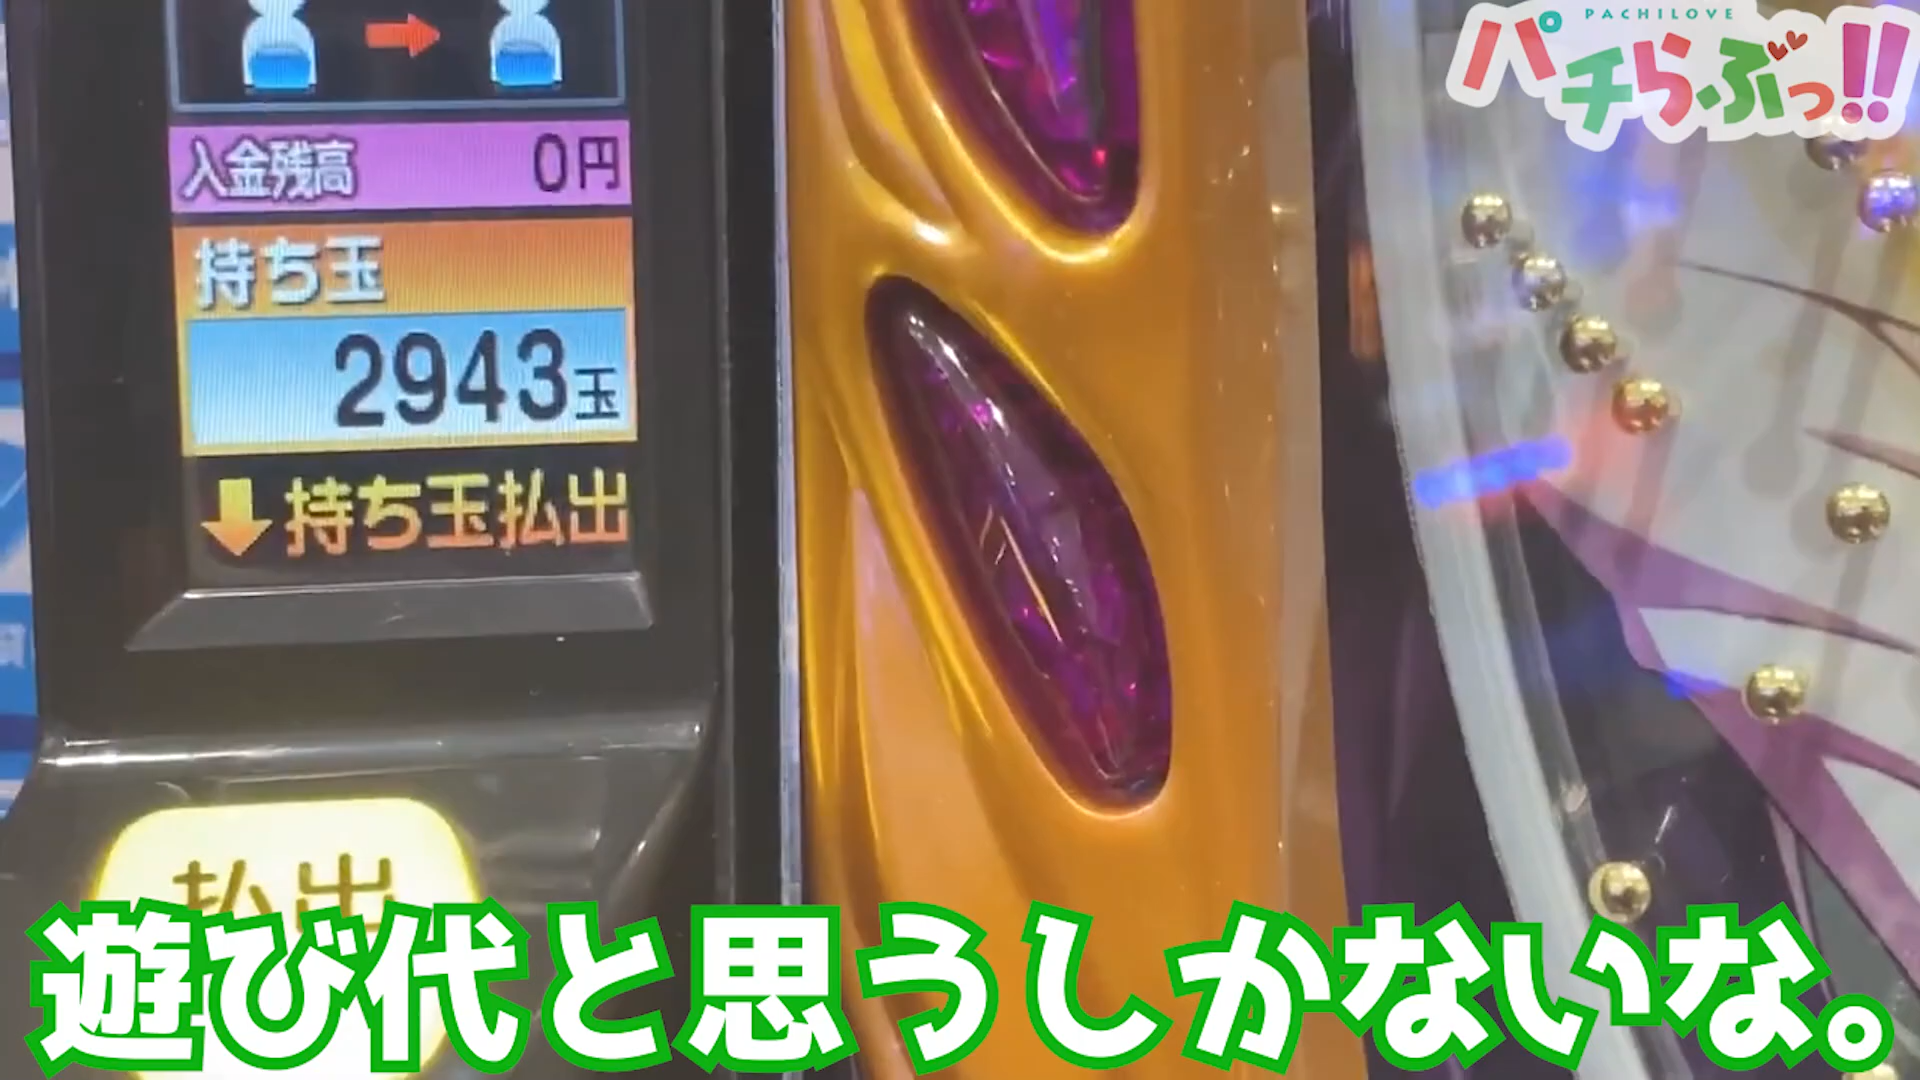 PACHILOVE
パチらぶっ!!
入金残高 0円
持ち玉
2943玉
持ち玉払出
払出
遊び代と思うしかないな。